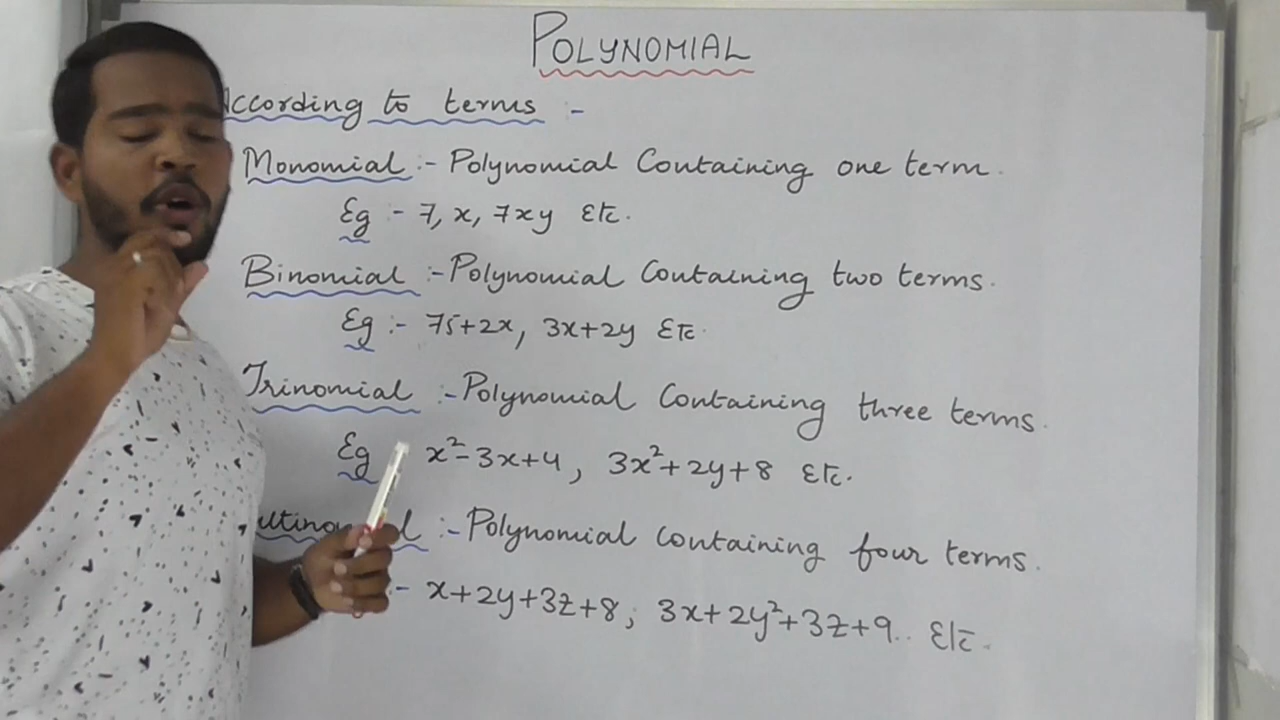 POLYNOMIAL
According to terms :-
Monomial :- Polynomial Containing one term.
Eg :- 7, x, 7xy Etc.
Binomial :- Polynomial Containing two terms.
Eg :- 75+2x, 3x+2y Etc.
Trinomial :- Polynomial Containing three terms.
Eg x²-3x+4, 3x²+2y+8 Etc.
:- Polynomial containing four terms.
- x+2y+3z+8, 3x+2y²+3z+9.. Etc.